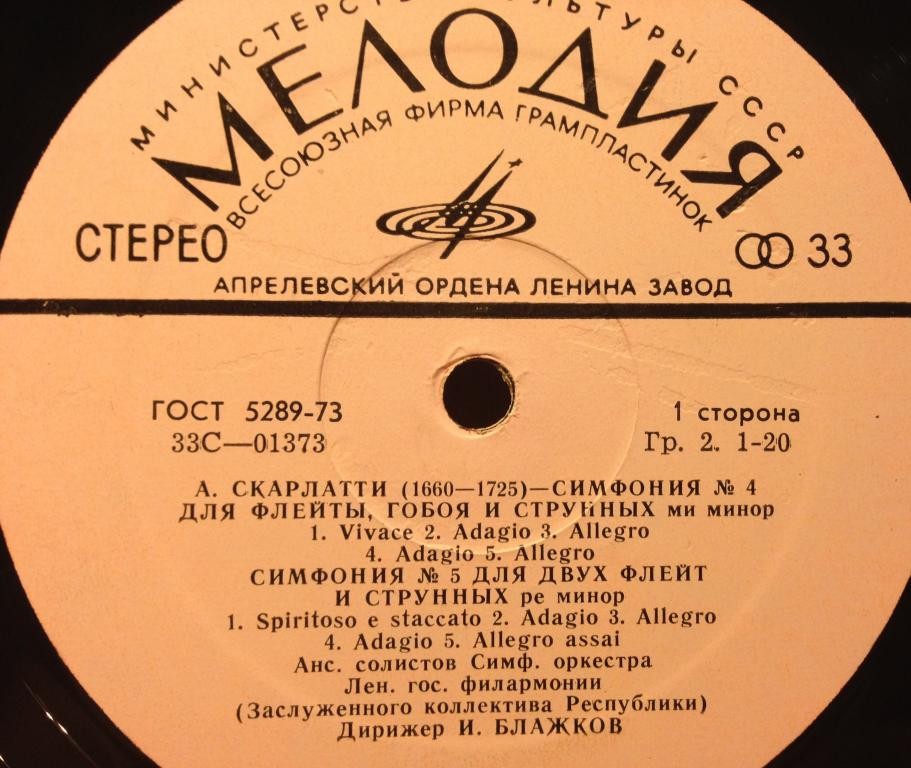 МИНИСТЕРСТВО КУЛЬТУРЫ СССР
МЕЛОДИЯ
ВСЕСОЮЗНАЯ ФИРМА ГРАМПЛАСТИНОК
СТЕРЕО
33
АПРЕЛЕВСКИЙ ОРДЕНА ЛЕНИНА ЗАВОД
ГОСТ 5289-73 1 сторона
33С—01373 Гр. 2. 1-20
А. СКАРЛАТТИ (1660—1725)—СИМФОНИЯ № 4
ДЛЯ ФЛЕЙТЫ, ГОБОЯ И СТРУННЫХ ми минор
1. Vivace 2. Adagio 3. Allegro
4. Adagio 5. Allegro
СИМФОНИЯ № 5 ДЛЯ ДВУХ ФЛЕЙТ
И СТРУННЫХ ре минор
1. Spiritoso e staccato 2. Adagio 3. Allegro
4. Adagio 5. Allegro assai
Анс. солистов Симф. оркестра
Лен. гос. филармонии
(Заслуженного коллектива Республики)
Дирижер И. БЛАЖКОВ